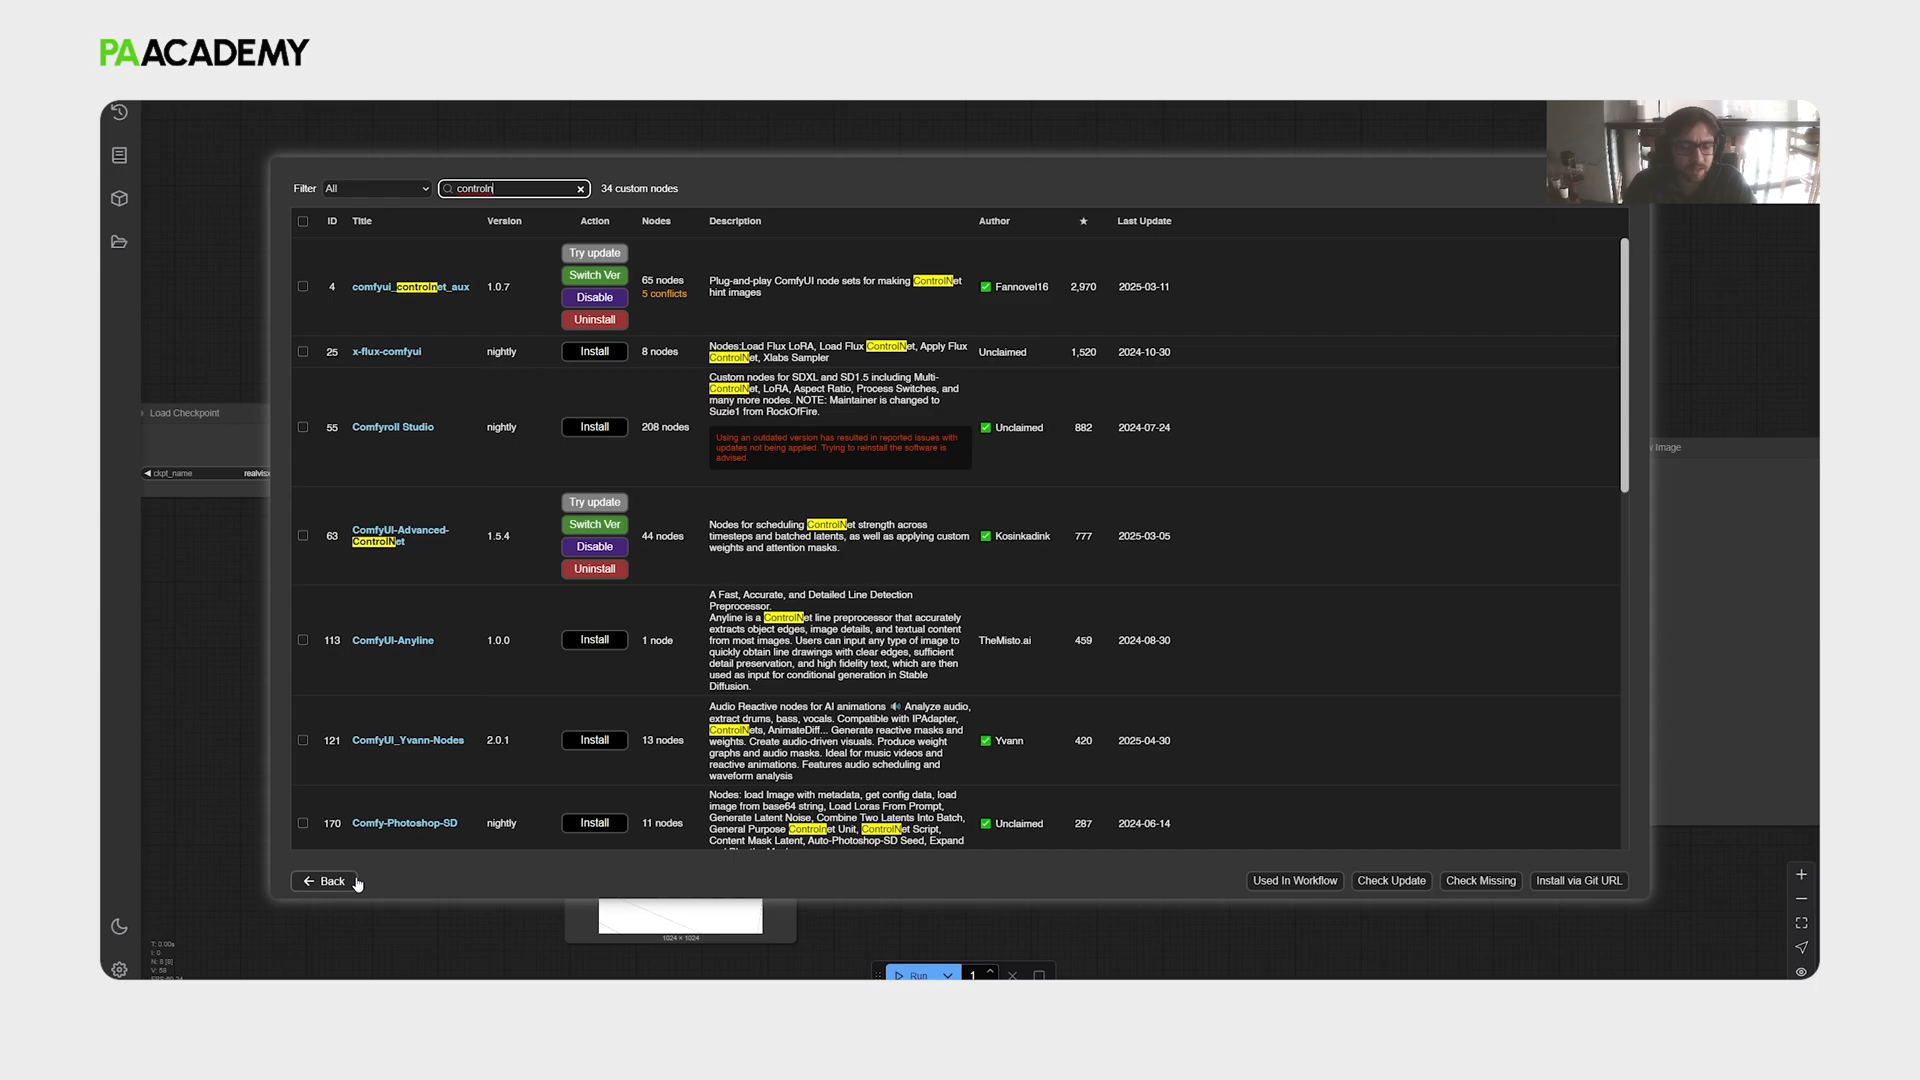 PAACADEMY
Filter All controln 34 custom nodes
ID Title Version Action Nodes Description Author ★ Last Update
4 comfyui_controlnet_aux 1.0.7
Try update
Switch Ver
Disable
Uninstall
65 nodes
5 conflicts
Plug-and-play ComfyUI node sets for making ControlNet
hint images
Fannovel16 2,970 2025-03-11
25 x-flux-comfyui nightly Install 8 nodes
Nodes:Load Flux LoRA, Load Flux ControlNet, Apply Flux
ControlNet, Xlabs Sampler
Unclaimed 1,520 2024-10-30
55 Comfyroll Studio nightly Install 208 nodes
Custom nodes for SDXL and SD1.5 including Multi-
ControlNet, LoRA, Aspect Ratio, Process Switches, and
many more nodes. NOTE: Maintainer is changed to
Suzie1 from RockOfFire.
Using an outdated version has resulted in reported issues with
updates not being applied. Trying to reinstall the software is
advised.
Unclaimed 882 2024-07-24
63 ComfyUI-Advanced-
ControlNet
1.5.4
Try update
Switch Ver
Disable
Uninstall
44 nodes
Nodes for scheduling ControlNet strength across
timesteps and batched latents, as well as applying custom
weights and attention masks.
Kosinkadink 777 2025-03-05
113 ComfyUI-Anyline 1.0.0 Install 1 node
A Fast, Accurate, and Detailed Line Detection
Preprocessor.
Anyline is a ControlNet line preprocessor that accurately
extracts object edges, image details, and textual content
from most images. Users can input any type of image to
quickly obtain line drawings with clear edges, sufficient
detail preservation, and high fidelity text, which are then
used as input for conditional generation in Stable
Diffusion.
TheMisto.ai 459 2024-08-30
121 ComfyUI_Yvann-Nodes 2.0.1 Install 13 nodes
Audio Reactive nodes for AI animations 🔊 Analyze audio,
extract drums, bass, vocals. Compatible with IPAdapter,
ControlNets, AnimateDiff... Generate reactive masks and
weights. Create audio-driven visuals. Produce weight
graphs and audio masks. Ideal for music videos and
reactive animations. Features audio scheduling and
waveform analysis
Yvann 420 2025-04-30
170 Comfy-Photoshop-SD nightly Install 11 nodes
Nodes: load Image with metadata, get config data, load
image from base64 string, Load Loras From Prompt,
Generate Latent Noise, Combine Two Latents Into Batch,
General Purpose Controlnet Unit, ControlNet Script,
Content Mask Latent, Auto-Photoshop-SD Seed, Expand
Unclaimed 287 2024-06-14
Back
Used In Workflow Check Update Check Missing Install via Git URL
Load Checkpoint
ckpt_name realvis
Image
1024 × 1024
T: 0.00s
I: 0
N: 8 [8]
V: 58
Run 1